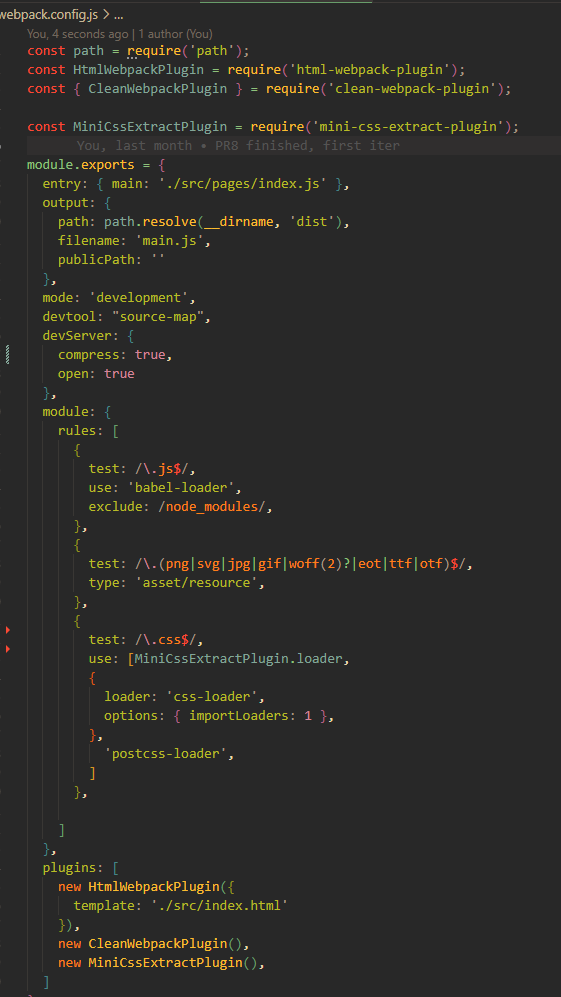 webpack.config.js > ...
You, 4 seconds ago | 1 author (You)
const path = require('path');
const HtmlWebpackPlugin = require('html-webpack-plugin');
const { CleanWebpackPlugin } = require('clean-webpack-plugin');
const MiniCssExtractPlugin = require('mini-css-extract-plugin');
You, last month • PR8 finished, first iter
module.exports = {
entry: { main: './src/pages/index.js' },
output: {
path: path.resolve(__dirname, 'dist'),
filename: 'main.js',
publicPath: ''
},
mode: 'development',
devtool: "source-map",
devServer: {
compress: true,
open: true
},
module: {
rules: [
{
test: /\.js$/,
use: 'babel-loader',
exclude: /node_modules/,
},
{
test: /\.(png|svg|jpg|gif|woff(2)?|eot|ttf|otf)$/,
type: 'asset/resource',
},
{
test: /\.css$/,
use: [MiniCssExtractPlugin.loader,
{
loader: 'css-loader',
options: { importLoaders: 1 },
},
'postcss-loader',
]
},
]
},
plugins: [
new HtmlWebpackPlugin({
template: './src/index.html'
}),
new CleanWebpackPlugin(),
new MiniCssExtractPlugin(),
]